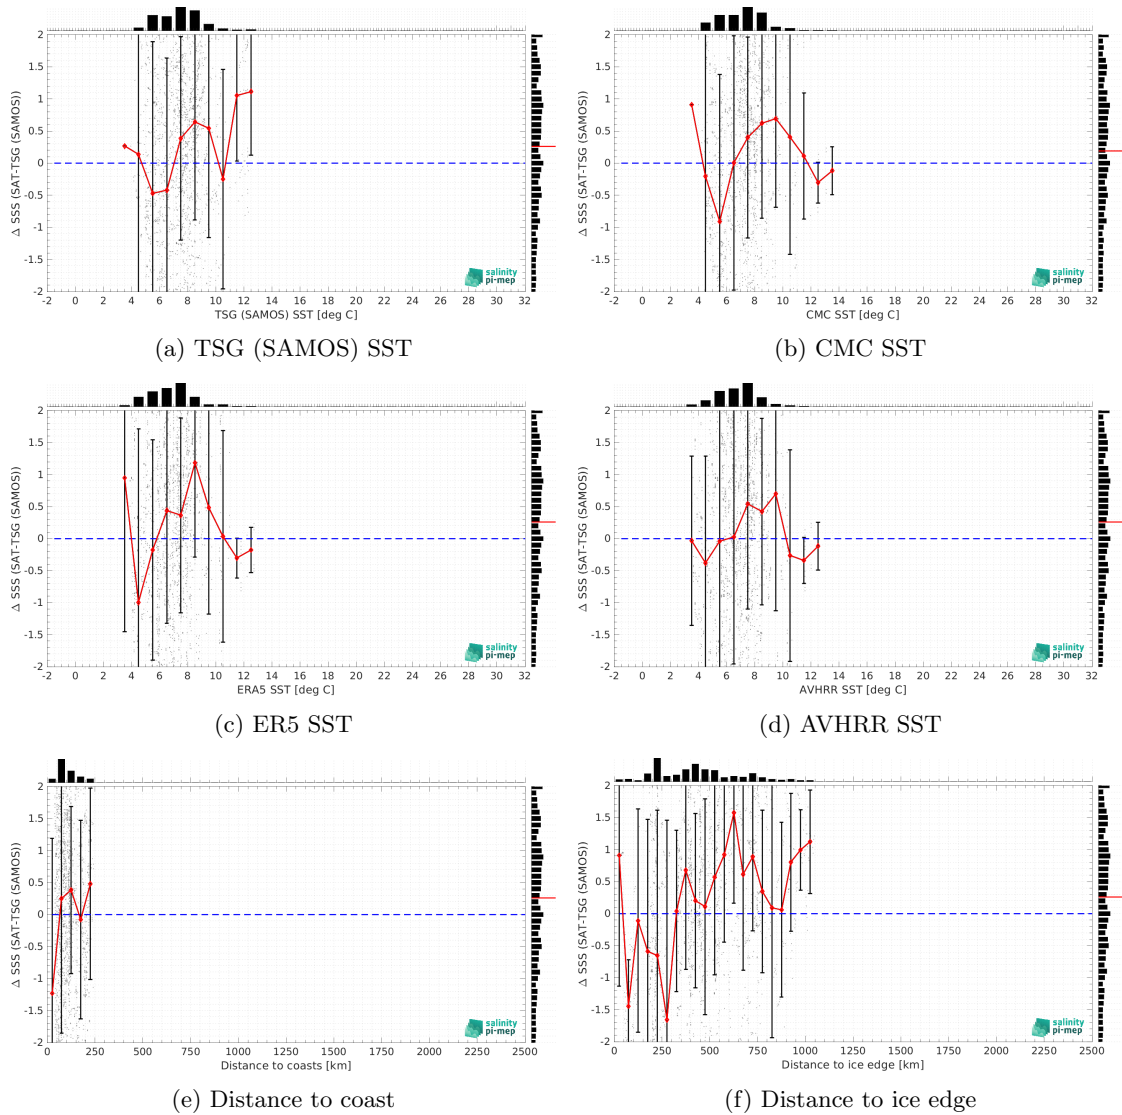 2
1.5
1
0.5
0
-0.5
-1
-1.5
-2
Δ SSS (SAT-TSG (SAMOS))
-2 0 2 4 6 8 10 12 14 16 18 20 22 24 26 28 30 32
TSG (SAMOS) SST [deg C]
salinity
pi-mep
(a) TSG (SAMOS) SST
2
1.5
1
0.5
0
-0.5
-1
-1.5
-2
Δ SSS (SAT-TSG (SAMOS))
-2 0 2 4 6 8 10 12 14 16 18 20 22 24 26 28 30 32
CMC SST [deg C]
salinity
pi-mep
(b) CMC SST
2
1.5
1
0.5
0
-0.5
-1
-1.5
-2
Δ SSS (SAT-TSG (SAMOS))
-2 0 2 4 6 8 10 12 14 16 18 20 22 24 26 28 30 32
ERA5 SST [deg C]
salinity
pi-mep
(c) ER5 SST
2
1.5
1
0.5
0
-0.5
-1
-1.5
-2
Δ SSS (SAT-TSG (SAMOS))
-2 0 2 4 6 8 10 12 14 16 18 20 22 24 26 28 30 32
AVHRR SST [deg C]
salinity
pi-mep
(d) AVHRR SST
2
1.5
1
0.5
0
-0.5
-1
-1.5
-2
Δ SSS (SAT-TSG (SAMOS))
0 250 500 750 1000 1250 1500 1750 2000 2250 2500
Distance to coasts [km]
salinity
pi-mep
(e) Distance to coast
2
1.5
1
0.5
0
-0.5
-1
-1.5
-2
Δ SSS (SAT-TSG (SAMOS))
0 250 500 750 1000 1250 1500 1750 2000 2250 2500
Distance to ice edge [km]
salinity
pi-mep
(f) Distance to ice edge